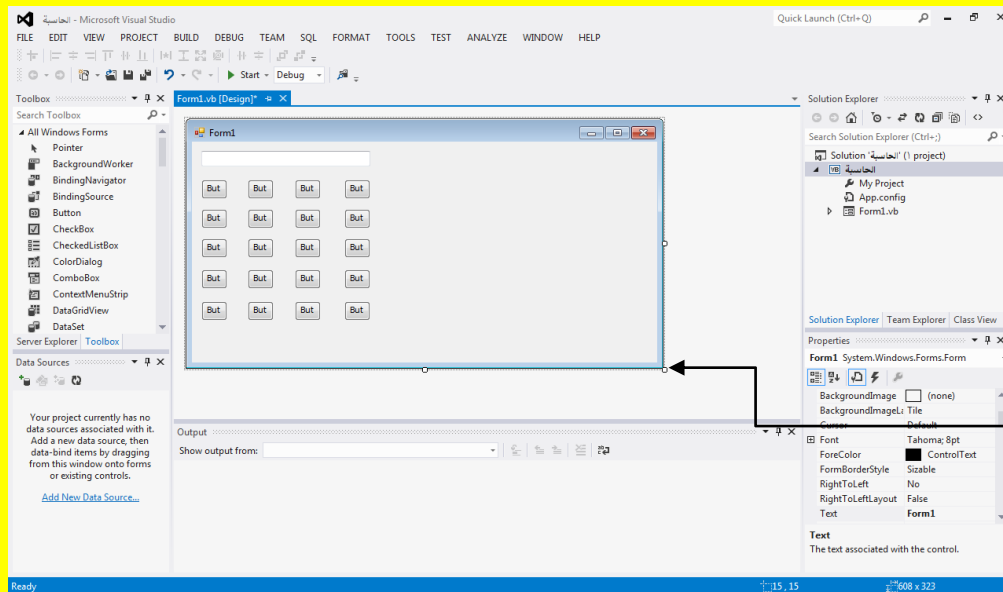 الحاسبة - Microsoft Visual Studio
Quick Launch (Ctrl+Q)
FILE EDIT VIEW PROJECT BUILD DEBUG TEAM SQL FORMAT TOOLS TEST ANALYZE WINDOW HELP
Start - Debug
Toolbox
Search Toolbox
All Windows Forms
Pointer
BackgroundWorker
BindingNavigator
BindingSource
Button
CheckBox
CheckedListBox
ColorDialog
ComboBox
ContextMenuStrip
DataGridView
DataSet
Server Explorer Toolbox
Data Sources
Your project currently has no
data sources associated with it.
Add a new data source, then
data-bind items by dragging
from this window onto forms
or existing controls.
Add New Data Source...
Form1.vb [Design]*
Form1
But But But But
But But But But
But But But But
But But But But
But But But But
Output
Show output from:
Solution Explorer
Search Solution Explorer (Ctrl+;)
Solution 'الحاسبة' (1 project)
VB الحاسبة
My Project
App.config
Form1.vb
Solution Explorer Team Explorer Class View
Properties
Form1 System.Windows.Forms.Form
BackgroundImage (none)
BackgroundImageLa Tile
Cursor Default
Font Tahoma; 8pt
ForeColor ControlText
FormBorderStyle Sizable
RightToLeft No
RightToLeftLayout False
Text Form1
Text
The text associated with the control.
Ready
15 , 15
608 x 323